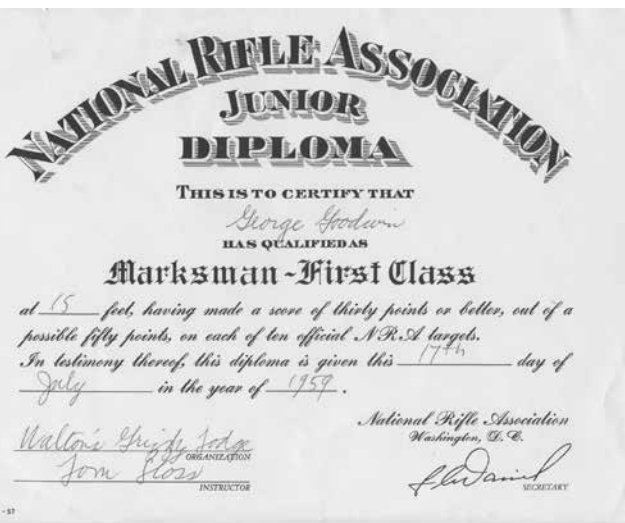 NATIONAL RIFLE ASSOCIATION
JUNIOR
DIPLOMA
THIS IS TO CERTIFY THAT
George Goodwin
HAS QUALIFIED AS
Marksman-First Class
at 15 feet, having made a score of thirty points or better, out of a
possible fifty points, on each of ten official N.R.A. targets.
In testimony thereof, this diploma is given this 17th day of
July in the year of 1959.
National Rifle Association
Washington, D. C.
Walton's Grizzly Lodge
ORGANIZATION
Tom
INSTRUCTOR
SECRETARY
- 57